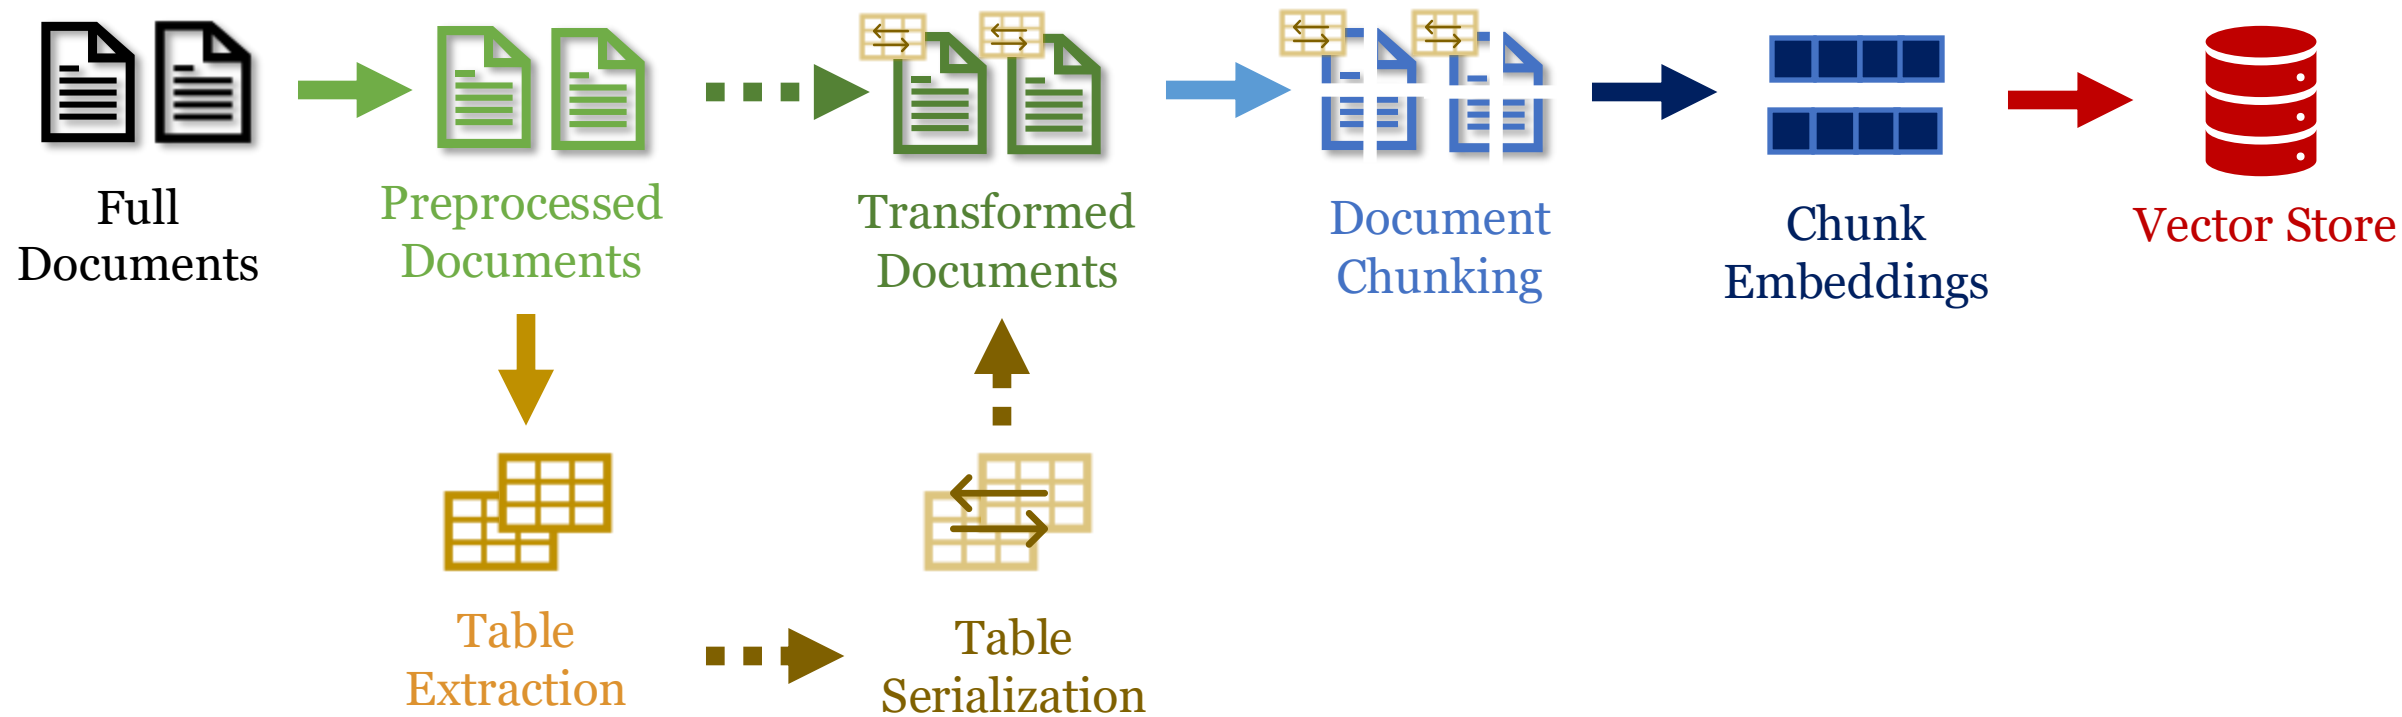 Full
Documents
Preprocessed
Documents
Transformed
Documents
Document
Chunking
Chunk
Embeddings
Vector Store
Table
Extraction
Table
Serialization